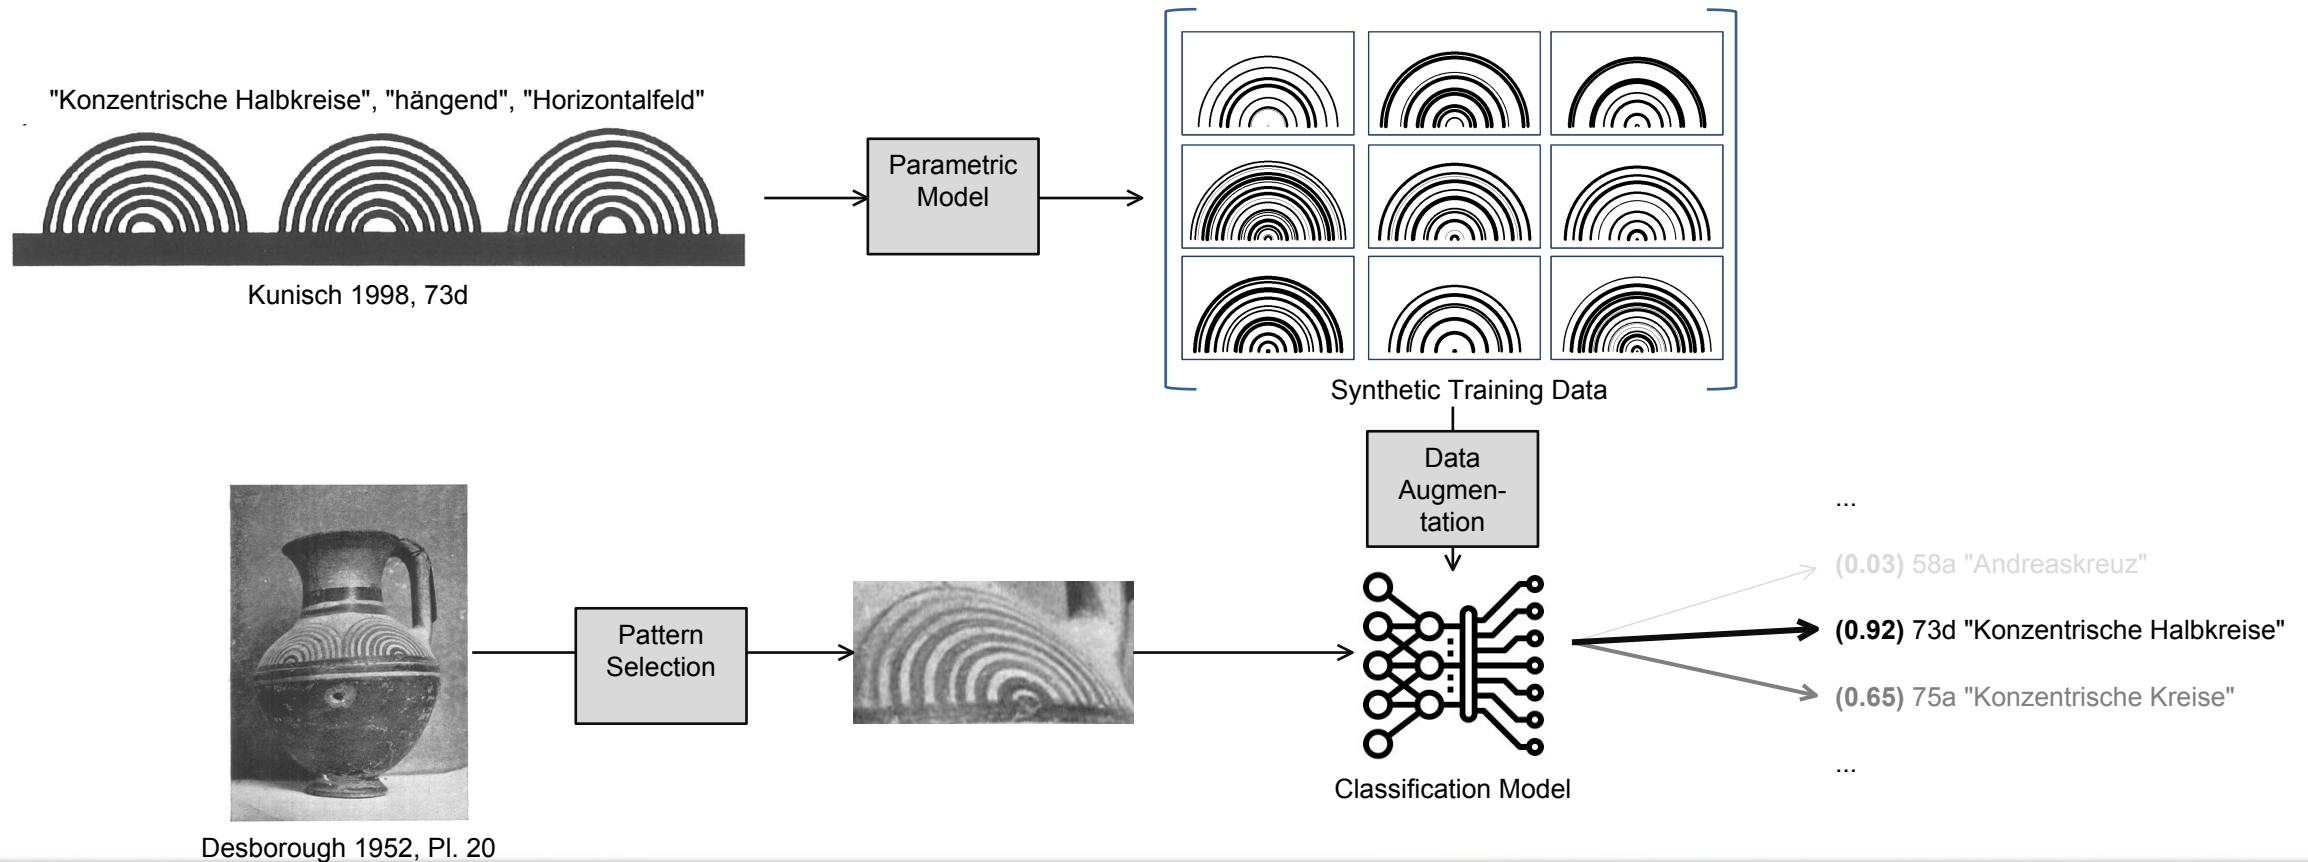 "Konzentrische Halbkreise", "hängend", "Horizontalfeld"
Kunisch 1998, 73d
Parametric
Model
Synthetic Training Data
Data
Augmen-
tation
Desborough 1952, Pl. 20
Pattern
Selection
Classification Model
...
(0.03) 58a "Andreaskreuz"
(0.92) 73d "Konzentrische Halbkreise"
(0.65) 75a "Konzentrische Kreise"
...